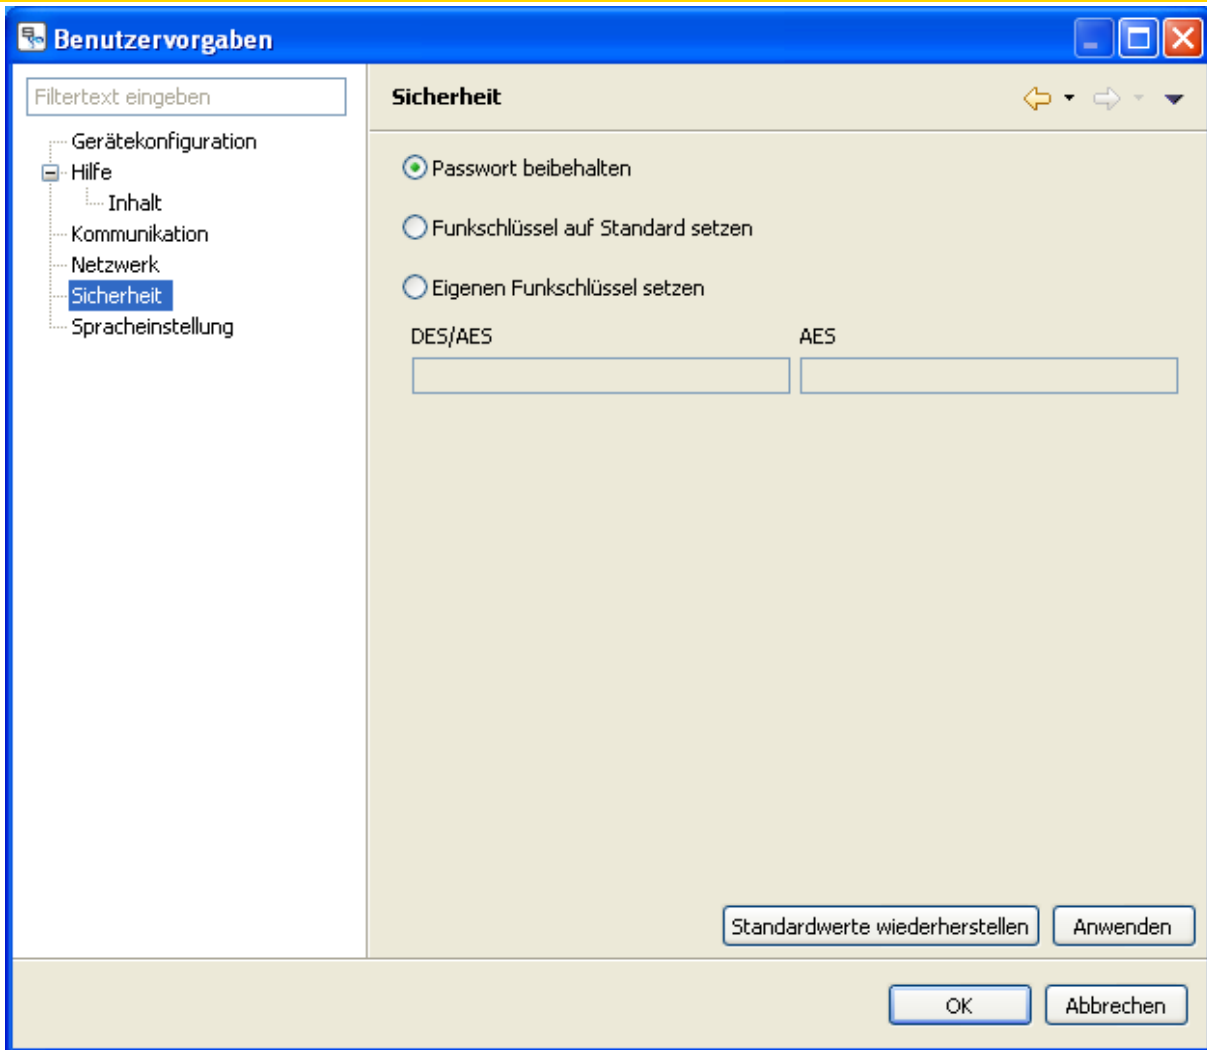 Benutzervorgaben
Filtertext eingeben
Gerätekonfiguration
Hilfe
Inhalt
Kommunikation
Netzwerk
Sicherheit
Spracheinstellung
Sicherheit
Passwort beibehalten
Funkschlüssel auf Standard setzen
Eigenen Funkschlüssel setzen
DES/AES AES
Standardwerte wiederherstellen Anwenden
OK Abbrechen